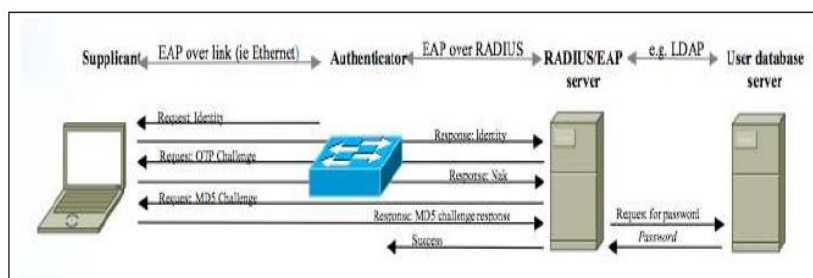 Supplicant EAP over link (ie Ethernet) Authenticator EAP over RADIUS RADIUS/EAP server e.g. LDAP User database server
Request: Identity
Response: Identity
Request: OTP Challenge
Response: Nak
Request: MD5 Challenge
Response: MD5 challenge response
Request for password
Success
Password